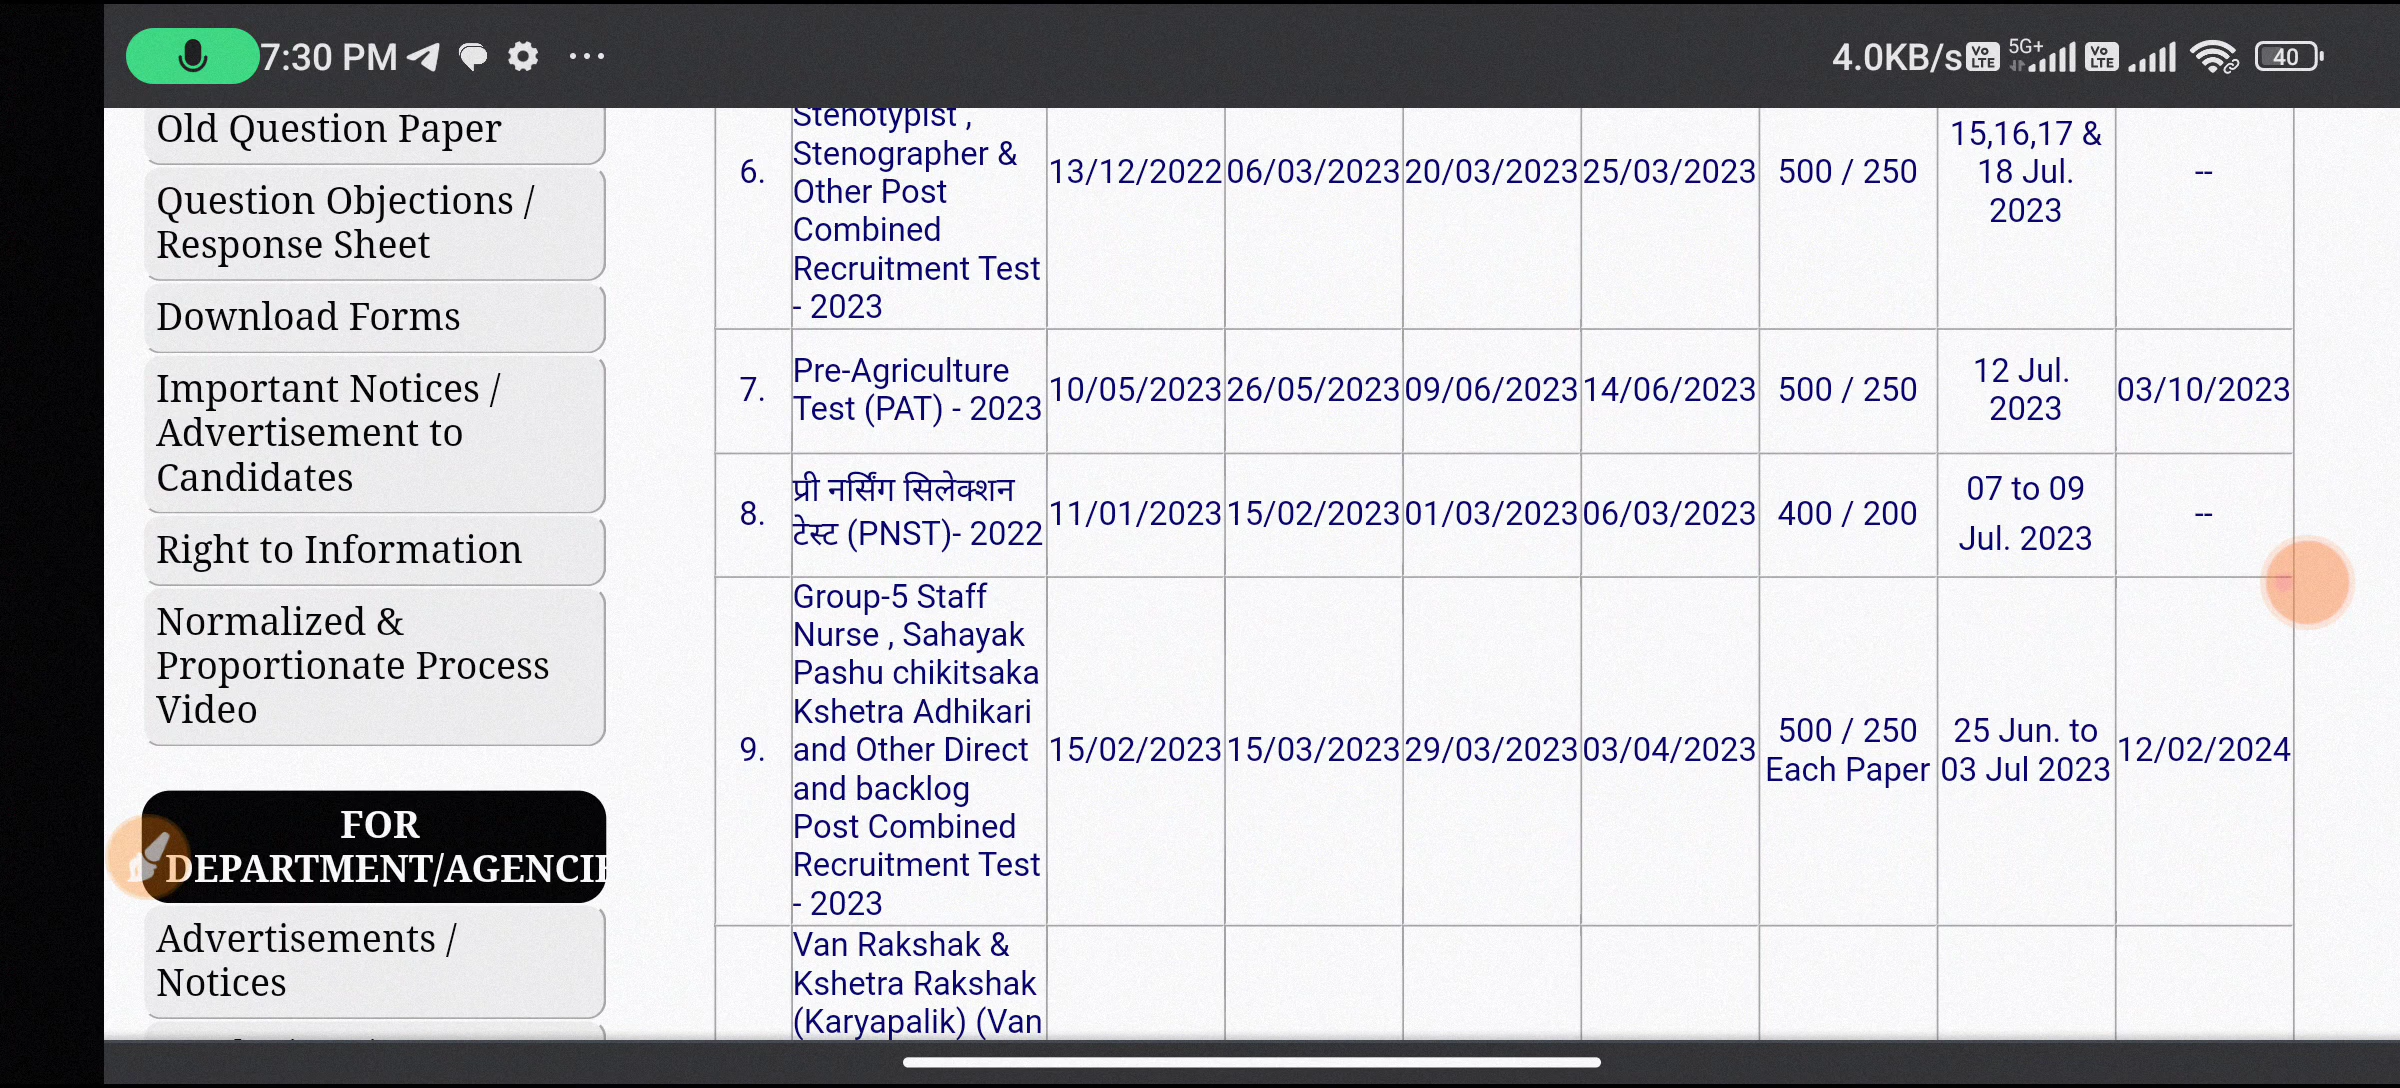 7:30 PM
4.0KB/s
Vo LTE
5G+
Vo LTE
40
Old Question Paper
Question Objections /
Response Sheet
Download Forms
Important Notices /
Advertisement to
Candidates
Right to Information
Normalized &
Proportionate Process
Video
FOR
DEPARTMENT/AGENCIE
Advertisements /
Notices
6.
Stenotypist ,
Stenographer &
Other Post
Combined
Recruitment Test
- 2023
13/12/2022
06/03/2023
20/03/2023
25/03/2023
500 / 250
15,16,17 &
18 Jul.
2023
--
7.
Pre-Agriculture
Test (PAT) - 2023
10/05/2023
26/05/2023
09/06/2023
14/06/2023
500 / 250
12 Jul.
2023
03/10/2023
8.
प्री नर्सिंग सिलेक्शन
टेस्ट (PNST)- 2022
11/01/2023
15/02/2023
01/03/2023
06/03/2023
400 / 200
07 to 09
Jul. 2023
--
9.
Group-5 Staff
Nurse , Sahayak
Pashu chikitsaka
Kshetra Adhikari
and Other Direct
and backlog
Post Combined
Recruitment Test
- 2023
15/02/2023
15/03/2023
29/03/2023
03/04/2023
500 / 250
Each Paper
25 Jun. to
03 Jul 2023
12/02/2024
Van Rakshak &
Kshetra Rakshak
(Karyapalik) (Van